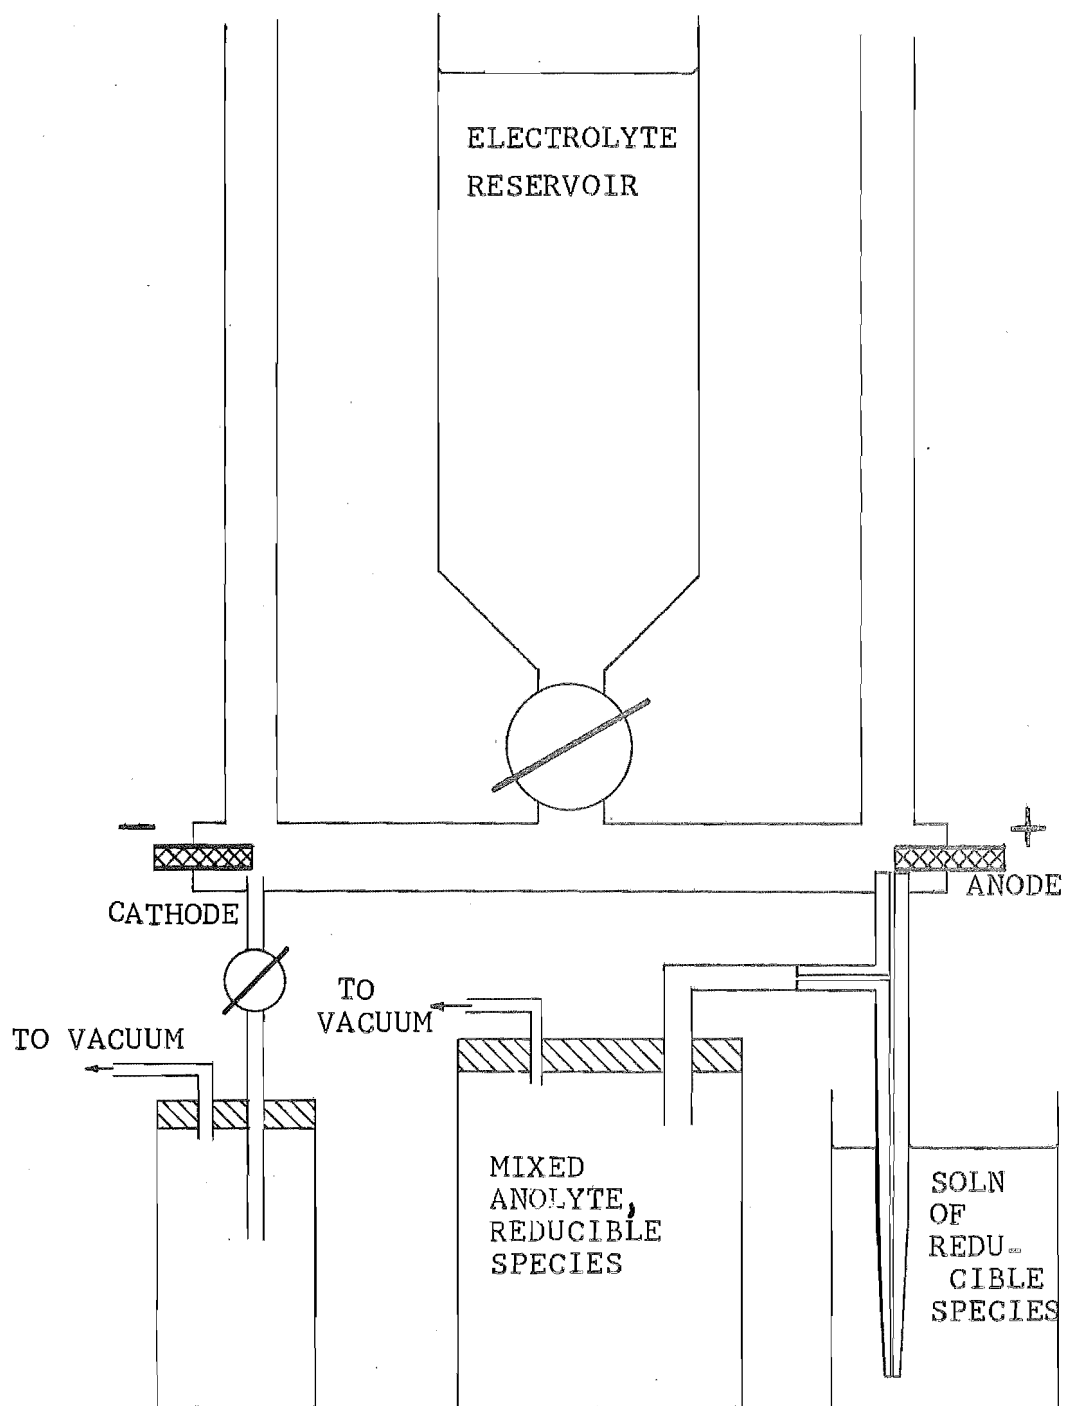 ELECTROLYTE
RESERVOIR
−
+
CATHODE
ANODE
TO VACUUM
TO
VACUUM
MIXED
ANOLYTE,
REDUCIBLE
SPECIES
SOLN
OF
REDU-
CIBLE
SPECIES